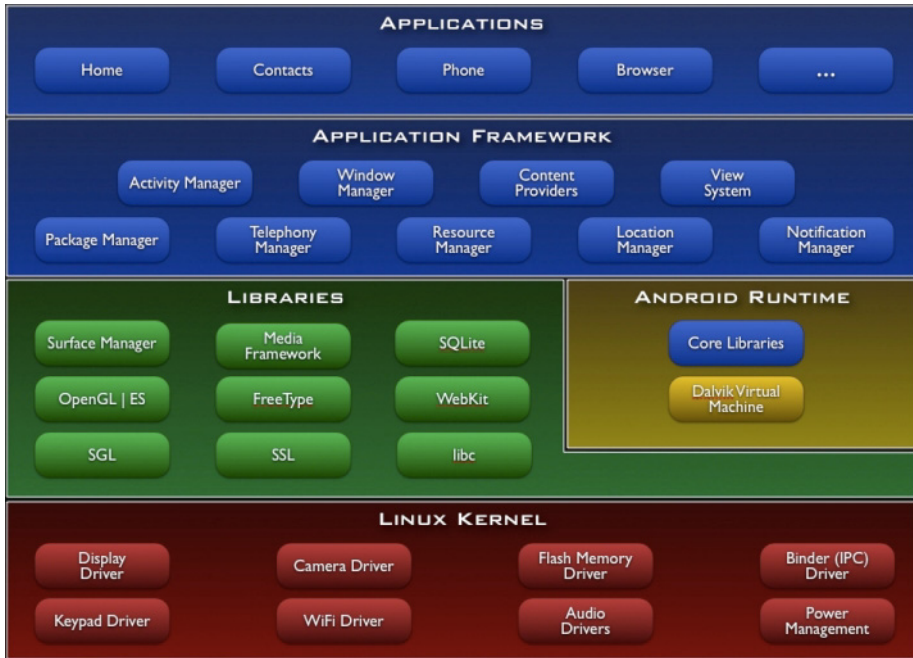 APPLICATIONS
Home
Contacts
Phone
Browser
...
APPLICATION FRAMEWORK
Activity Manager
Window
Manager
Content
Providers
View
System
Package Manager
Telephony
Manager
Resource
Manager
Location
Manager
Notification
Manager
LIBRARIES
Surface Manager
Media
Framework
SQLite
OpenGL | ES
FreeType
WebKit
SGL
SSL
libc
ANDROID RUNTIME
Core Libraries
Dalvik Virtual
Machine
LINUX KERNEL
Display
Driver
Camera Driver
Flash Memory
Driver
Binder (IPC)
Driver
Keypad Driver
WiFi Driver
Audio
Drivers
Power
Management